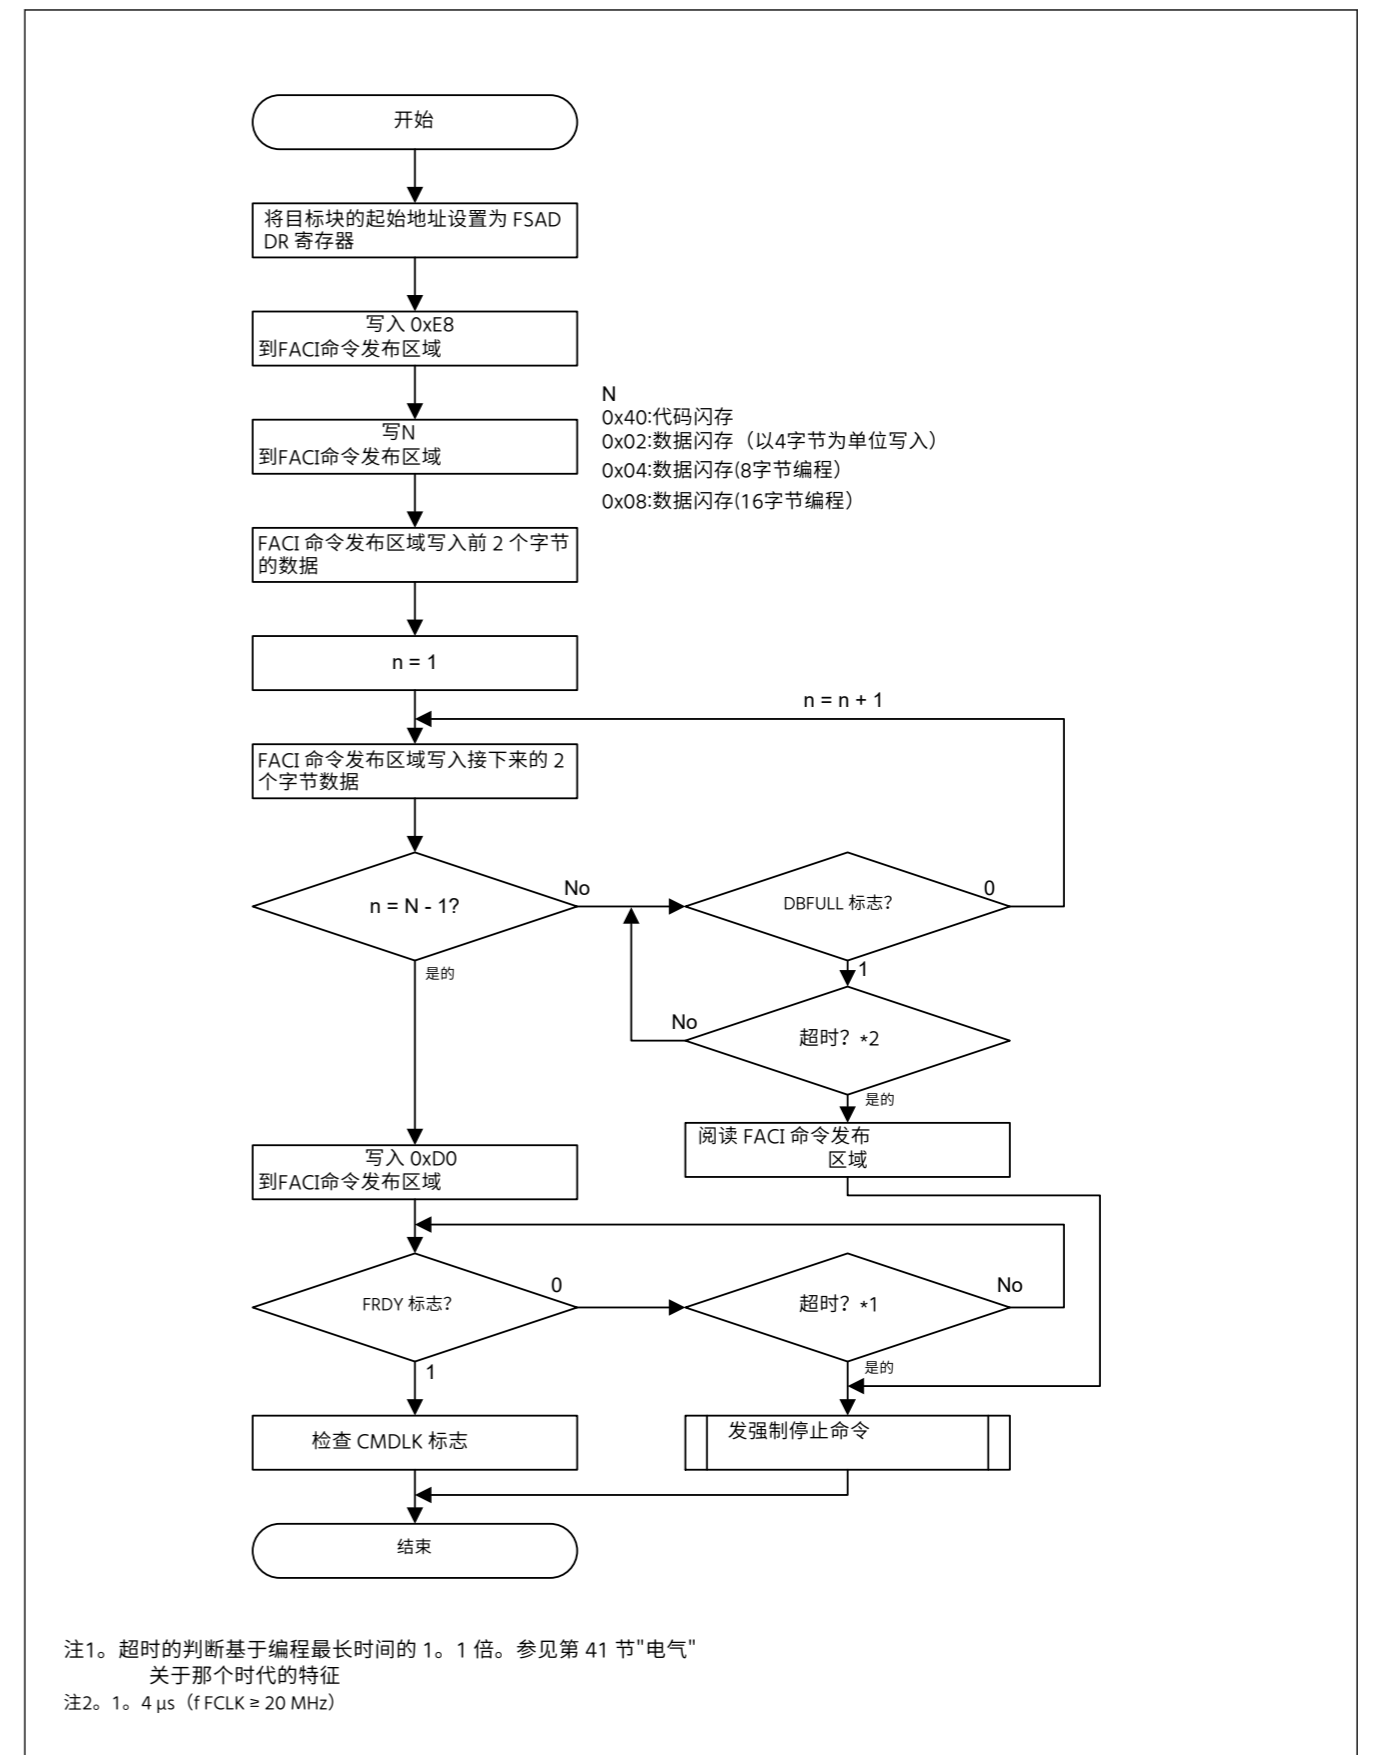 开始
将目标块的起始地址设置为 FSAD
DR 寄存器
写入 0xE8
到FACI命令发布区域
N
0x40:代码闪存
0x02:数据闪存（以4字节为单位写入）
0x04:数据闪存(8字节编程）
0x08:数据闪存(16字节编程）
写N
到FACI命令发布区域
FACI 命令发布区域写入前 2 个字节
的数据
n = 1
n = n + 1
FACI 命令发布区域写入接下来的 2
个字节数据
n = N - 1?
No
DBFULL 标志？
0
是的
1
No
超时？*2
是的
阅读 FACI 命令发布
区域
写入 0xD0
到FACI命令发布区域
FRDY 标志？
0
超时？*1
No
1
是的
检查 CMDLK 标志
发强制停止命令
结束
注1。超时的判断基于编程最长时间的 1。1 倍。参见第 41 节"电气"
关于那个时代的特征
注2。1。4 µs（f FCLK ≥ 20 MHz）